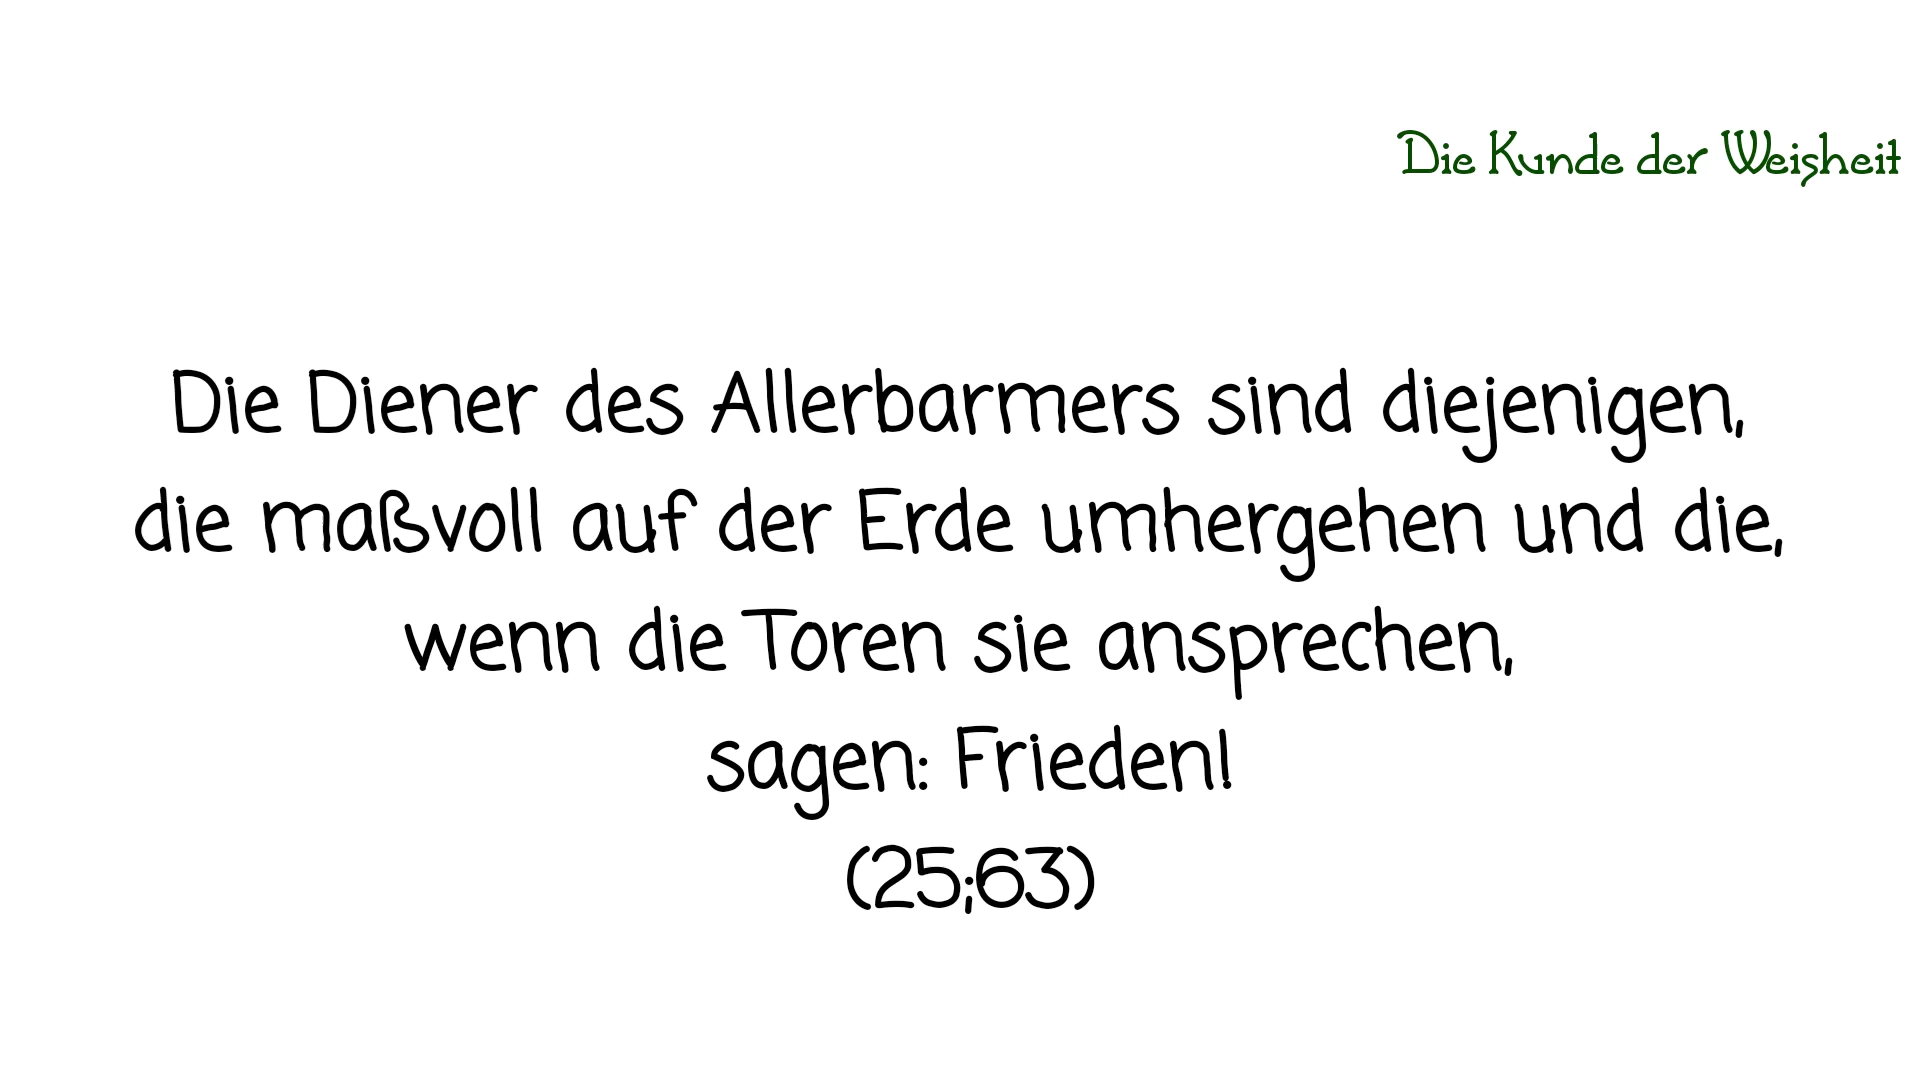 Die Kunde der Weisheit
Die Diener des Allerbarmers sind diejenigen,
die maßvoll auf der Erde umhergehen und die,
wenn die Toren sie ansprechen,
sagen: Frieden!
(25;63)